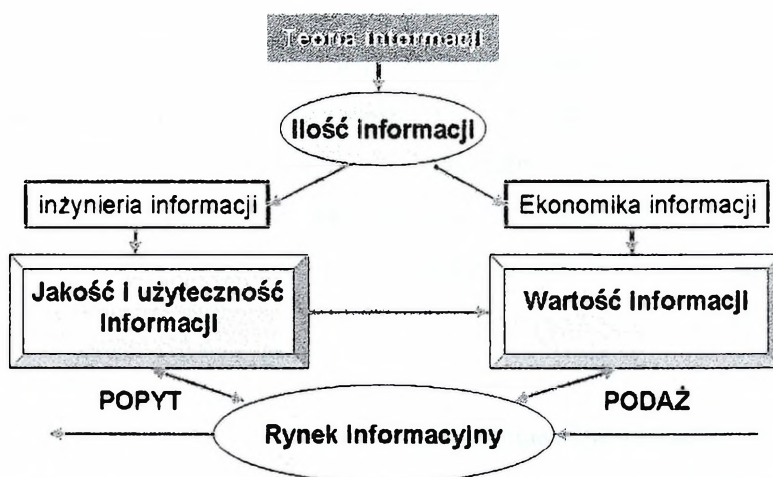 Teoria informacji
Ilość informacji
inżynieria informacji
Ekonomika informacji
Jakość i użyteczność
informacji
Wartość informacji
POPYT
PODAŻ
Rynek informacyjny